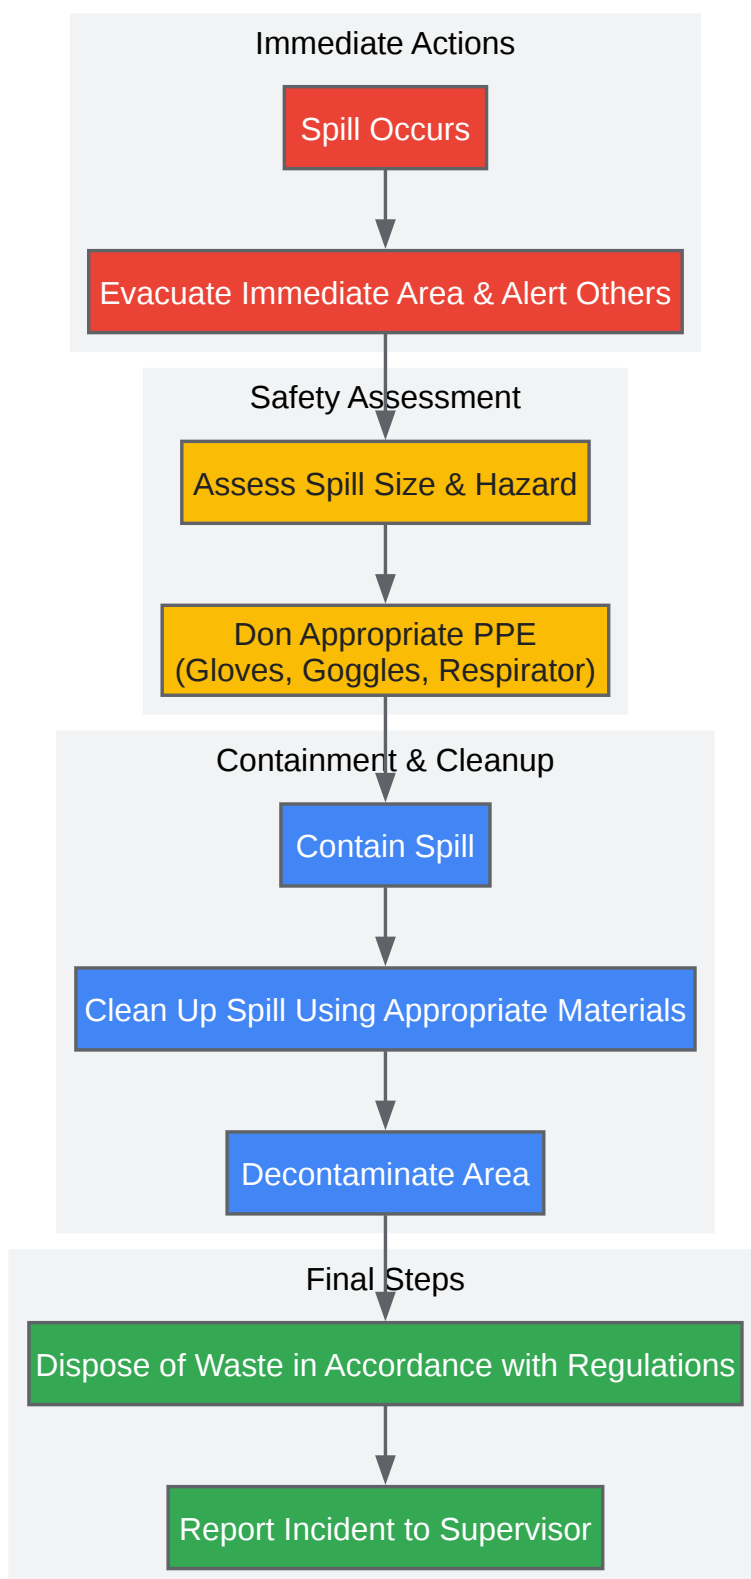 Immediate Actions
Spill Occurs
Evacuate Immediate Area & Alert Others
Safety Assessment
Assess Spill Size & Hazard
Don Appropriate PPE
(Gloves, Goggles, Respirator)
Containment & Cleanup
Contain Spill
Clean Up Spill Using Appropriate Materials
Decontaminate Area
Final Steps
Dispose of Waste in Accordance with Regulations
Report Incident to Supervisor